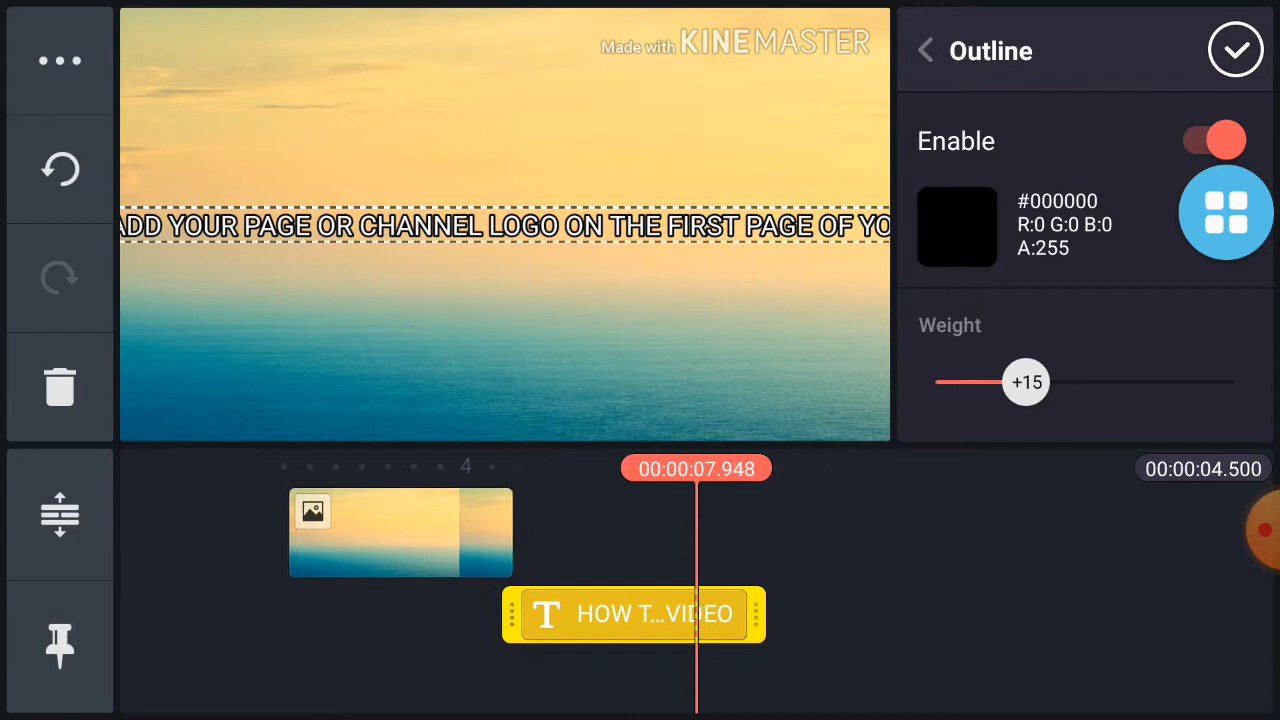 Made with KINEMASTER
ADD YOUR PAGE OR CHANNEL LOGO ON THE FIRST PAGE OF YO
Outline
Enable
#000000
R:0 G:0 B:0
A:255
Weight
+15
4
00:00:07.948
00:00:04.500
T HOW T...VIDEO